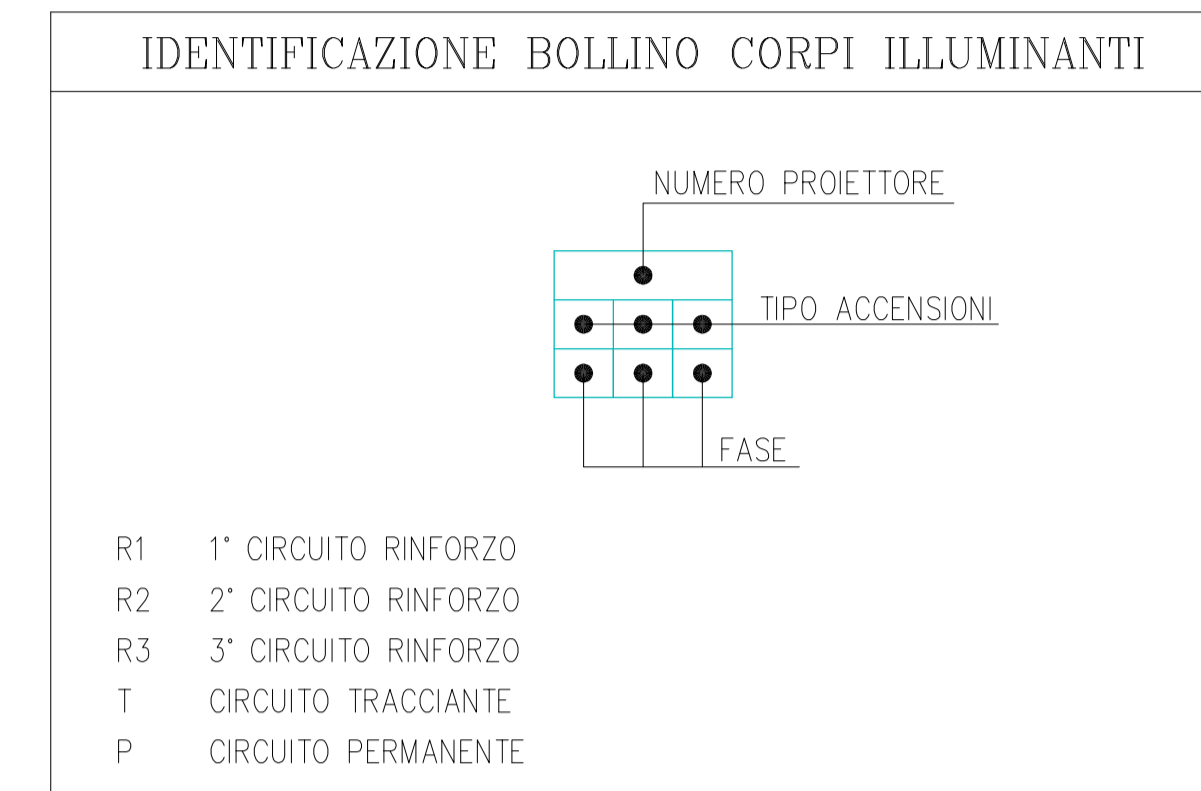 IDENTIFICAZIONE BOLLINO CORPI ILLUMINANTI
NUMERO PROIETTORE
TIPO ACCENSIONI
FASE
R1 1° CIRCUITO RINFORZO
R2 2° CIRCUITO RINFORZO
R3 3° CIRCUITO RINFORZO
T CIRCUITO TRACCIANTE
P CIRCUITO PERMANENTE